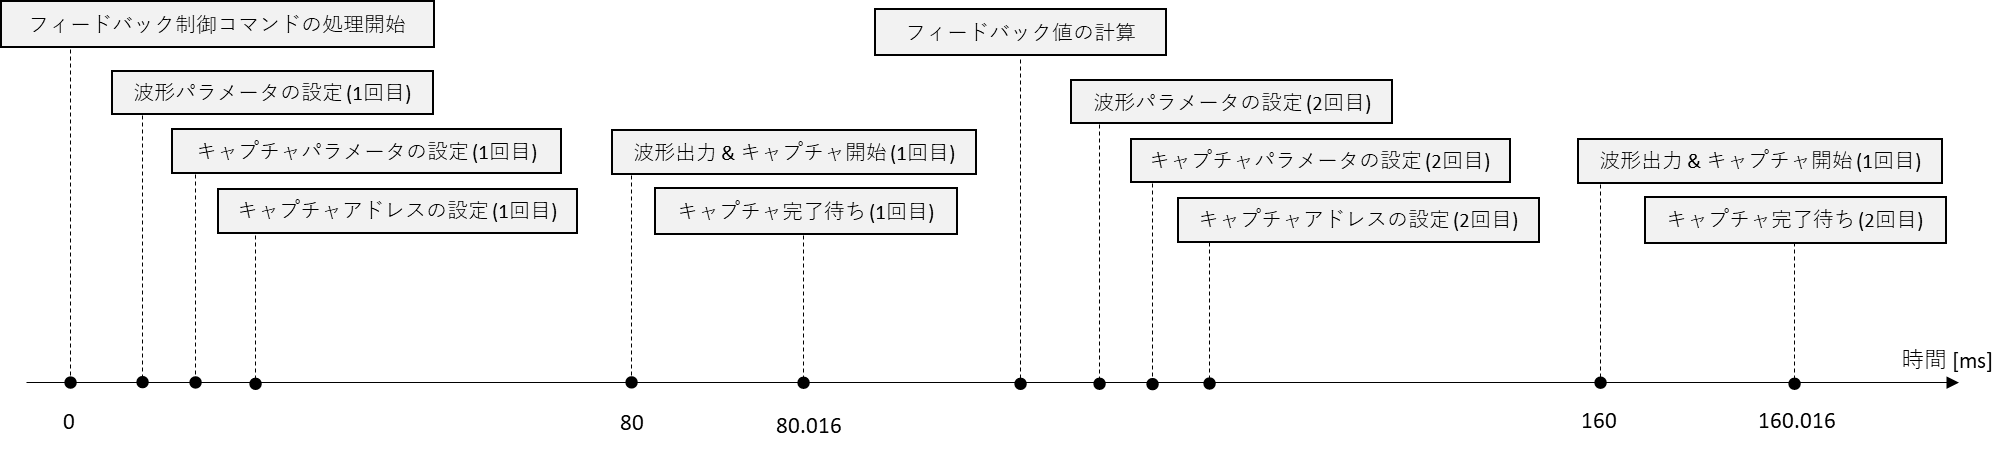 フィードバック制御コマンドの処理開始
波形パラメータの設定 (1回目)
キャプチャパラメータの設定 (1回目)
キャプチャアドレスの設定 (1回目)
波形出力 & キャプチャ開始 (1回目)
キャプチャ完了待ち (1回目)
フィードバック値の計算
波形パラメータの設定 (2回目)
キャプチャパラメータの設定 (2回目)
キャプチャアドレスの設定 (2回目)
波形出力 & キャプチャ開始 (1回目)
キャプチャ完了待ち (2回目)
時間 [ms]
0
80
80.016
160
160.016